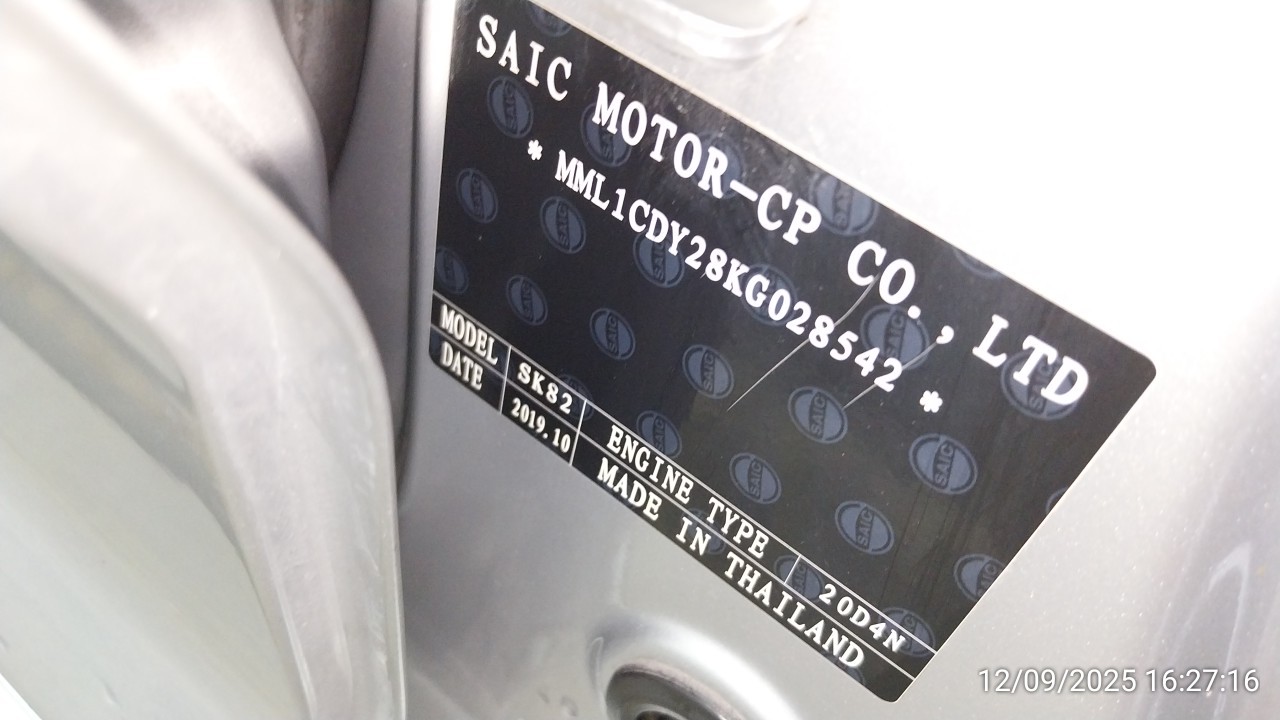 SAIC MOTOR-CP CO., LTD
* MML1CDY28KG028542 *
MODEL SK82 ENGINE TYPE 20D4N
DATE 2019.10 MADE IN THAILAND
12/09/2025 16:27:16